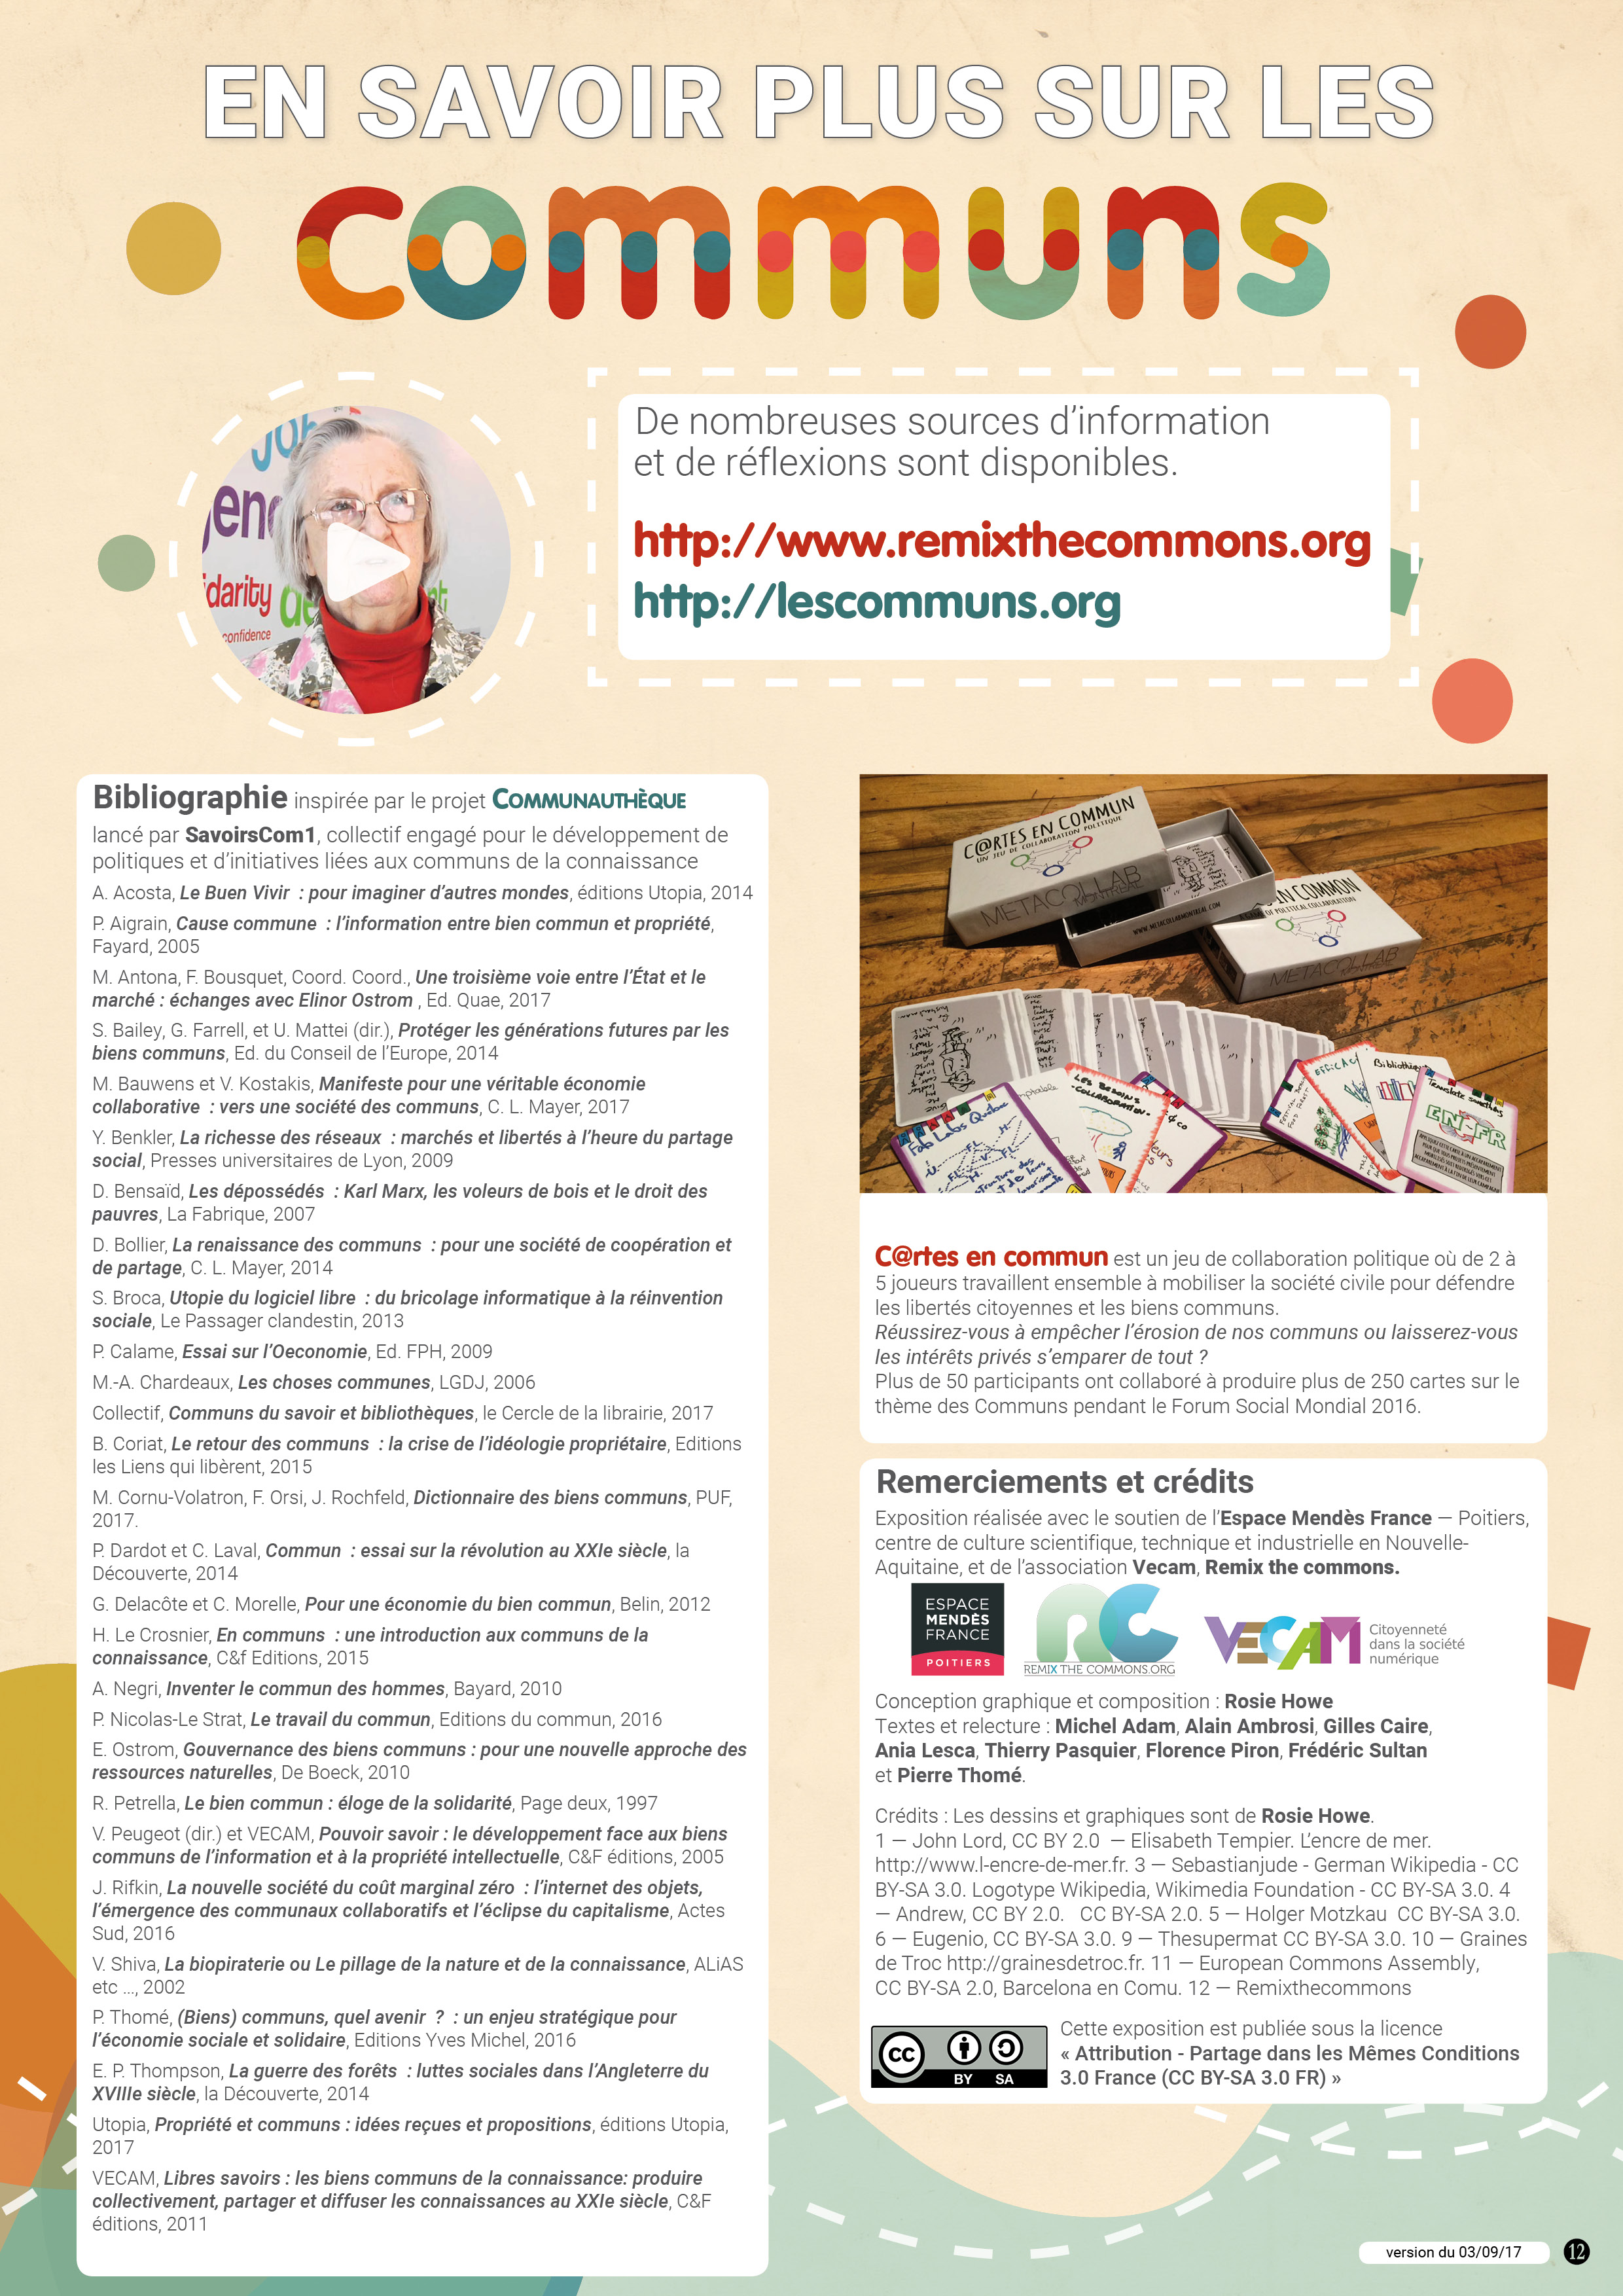 EN SAVOIR PLUS SUR LES
communs
De nombreuses sources d’information
et de réflexions sont disponibles.
http://www.remixthecommons.org
http://lescommuns.org
Bibliographie inspirée par le projet COMMUNAUTHÈQUE
lancé par SavoirsCom1, collectif engagé pour le développement de
politiques et d’initiatives liées aux communs de la connaissance
A. Acosta, Le Buen Vivir : pour imaginer d’autres mondes, éditions Utopia, 2014
P. Aigrain, Cause commune : l’information entre bien commun et propriété,
Fayard, 2005
M. Antona, F. Bousquet, Coord. Coord., Une troisième voie entre l’État et le
marché : échanges avec Elinor Ostrom , Ed. Quae, 2017
S. Bailey, G. Farrell, et U. Mattei (dir.), Protéger les générations futures par les
biens communs, Ed. du Conseil de l’Europe, 2014
M. Bauwens et V. Kostakis, Manifeste pour une véritable économie
collaborative : vers une société des communs, C. L. Mayer, 2017
Y. Benkler, La richesse des réseaux : marchés et libertés à l’heure du partage
social, Presses universitaires de Lyon, 2009
D. Bensaïd, Les dépossédés : Karl Marx, les voleurs de bois et le droit des
pauvres, La Fabrique, 2007
D. Bollier, La renaissance des communs : pour une société de coopération et
de partage, C. L. Mayer, 2014
S. Broca, Utopie du logiciel libre : du bricolage informatique à la réinvention
sociale, Le Passager clandestin, 2013
P. Calame, Essai sur l’Oeconomie, Ed. FPH, 2009
M.-A. Chardeaux, Les choses communes, LGDJ, 2006
Collectif, Communs du savoir et bibliothèques, le Cercle de la librairie, 2017
B. Coriat, Le retour des communs : la crise de l’idéologie propriétaire, Editions
les Liens qui libèrent, 2015
M. Cornu-Volatron, F. Orsi, J. Rochfeld, Dictionnaire des biens communs, PUF,
2017.
P. Dardot et C. Laval, Commun : essai sur la révolution au XXIe siècle, la
Découverte, 2014
G. Delacôte et C. Morelle, Pour une économie du bien commun, Belin, 2012
H. Le Crosnier, En communs : une introduction aux communs de la
connaissance, C&f Editions, 2015
A. Negri, Inventer le commun des hommes, Bayard, 2010
P. Nicolas-Le Strat, Le travail du commun, Editions du commun, 2016
E. Ostrom, Gouvernance des biens communs : pour une nouvelle approche des
ressources naturelles, De Boeck, 2010
R. Petrella, Le bien commun : éloge de la solidarité, Page deux, 1997
V. Peugeot (dir.) et VECAM, Pouvoir savoir : le développement face aux biens
communs de l’information et à la propriété intellectuelle, C&F éditions, 2005
J. Rifkin, La nouvelle société du coût marginal zéro : l’internet des objets,
l’émergence des communaux collaboratifs et l’éclipse du capitalisme, Actes
Sud, 2016
V. Shiva, La biopiraterie ou Le pillage de la nature et de la connaissance, ALiAS
etc ..., 2002
P. Thomé, (Biens) communs, quel avenir ? : un enjeu stratégique pour
l’économie sociale et solidaire, Editions Yves Michel, 2016
E. P. Thompson, La guerre des forêts : luttes sociales dans l’Angleterre du
XVIIIe siècle, la Découverte, 2014
Utopia, Propriété et communs : idées reçues et propositions, éditions Utopia,
2017
VECAM, Libres savoirs : les biens communs de la connaissance: produire
collectivement, partager et diffuser les connaissances au XXIe siècle, C&F
éditions, 2011
C@RTES EN COMMUN
UN JEU DE COLLABORATION POLITIQUE
METACOLLAB
MONTREAL
WWW.METACOLLABMONTREAL.COM
IN COMMON
OF POLITICAL COLLABORATION
METACOLLAB
Fab Labs Québec
LES BESOINS
COLLABORATION
Translate something
EN FR
C@rtes en commun est un jeu de collaboration politique où de 2 à
5 joueurs travaillent ensemble à mobiliser la société civile pour défendre
les libertés citoyennes et les biens communs.
Réussirez-vous à empêcher l’érosion de nos communs ou laisserez-vous
les intérêts privés s’emparer de tout ?
Plus de 50 participants ont collaboré à produire plus de 250 cartes sur le
thème des Communs pendant le Forum Social Mondial 2016.
Remerciements et crédits
Exposition réalisée avec le soutien de l’Espace Mendès France — Poitiers,
centre de culture scientifique, technique et industrielle en Nouvelle-
Aquitaine, et de l’association Vecam, Remix the commons.
ESPACE
MENDÈS
FRANCE
POITIERS
RC
REMIX THE COMMONS.ORG
VECAM
Citoyenneté
dans la société
numérique
Conception graphique et composition : Rosie Howe
Textes et relecture : Michel Adam, Alain Ambrosi, Gilles Caire,
Ania Lesca, Thierry Pasquier, Florence Piron, Frédéric Sultan
et Pierre Thomé.
Crédits : Les dessins et graphiques sont de Rosie Howe.
1 — John Lord, CC BY 2.0 — Elisabeth Tempier. L’encre de mer.
http://www.l-encre-de-mer.fr. 3 — Sebastianjude - German Wikipedia - CC
BY-SA 3.0. Logotype Wikipedia, Wikimedia Foundation - CC BY-SA 3.0. 4
— Andrew, CC BY 2.0. CC BY-SA 2.0. 5 — Holger Motzkau CC BY-SA 3.0.
6 — Eugenio, CC BY-SA 3.0. 9 — Thesupermat CC BY-SA 3.0. 10 — Graines
de Troc http://grainesdetroc.fr. 11 — European Commons Assembly,
CC BY-SA 2.0, Barcelona en Comu. 12 — Remixthecommons
cc
BY SA
Cette exposition est publiée sous la licence
« Attribution - Partage dans les Mêmes Conditions
3.0 France (CC BY-SA 3.0 FR) »
version du 03/09/17
12